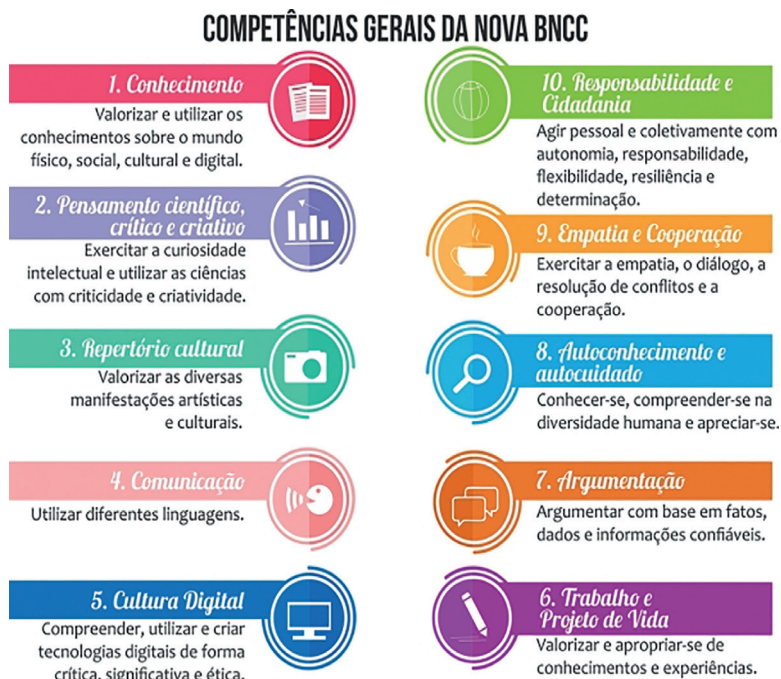 COMPETÊNCIAS GERAIS DA NOVA BNCC
1. Conhecimento
Valorizar e utilizar os
conhecimentos sobre o mundo
físico, social, cultural e digital.
2. Pensamento científico,
crítico e criativo
Exercitar a curiosidade
intelectual e utilizar as ciências
com criticidade e criatividade.
3. Repertório cultural
Valorizar as diversas
manifestações artísticas
e culturais.
4. Comunicação
Utilizar diferentes linguagens.
5. Cultura Digital
Compreender, utilizar e criar
tecnologias digitais de forma
crítica, significativa e ética.
10. Responsabilidade e
Cidadania
Agir pessoal e coletivamente com
autonomia, responsabilidade,
flexibilidade, resiliência e
determinação.
9. Empatia e Cooperação
Exercitar a empatia, o diálogo, a
resolução de conflitos e a
cooperação.
8. Autoconhecimento e
autocuidado
Conhecer-se, compreender-se na
diversidade humana e apreciar-se.
7. Argumentação
Argumentar com base em fatos,
dados e informações confiáveis.
6. Trabalho e
Projeto de Vida
Valorizar e apropriar-se de
conhecimentos e experiências.